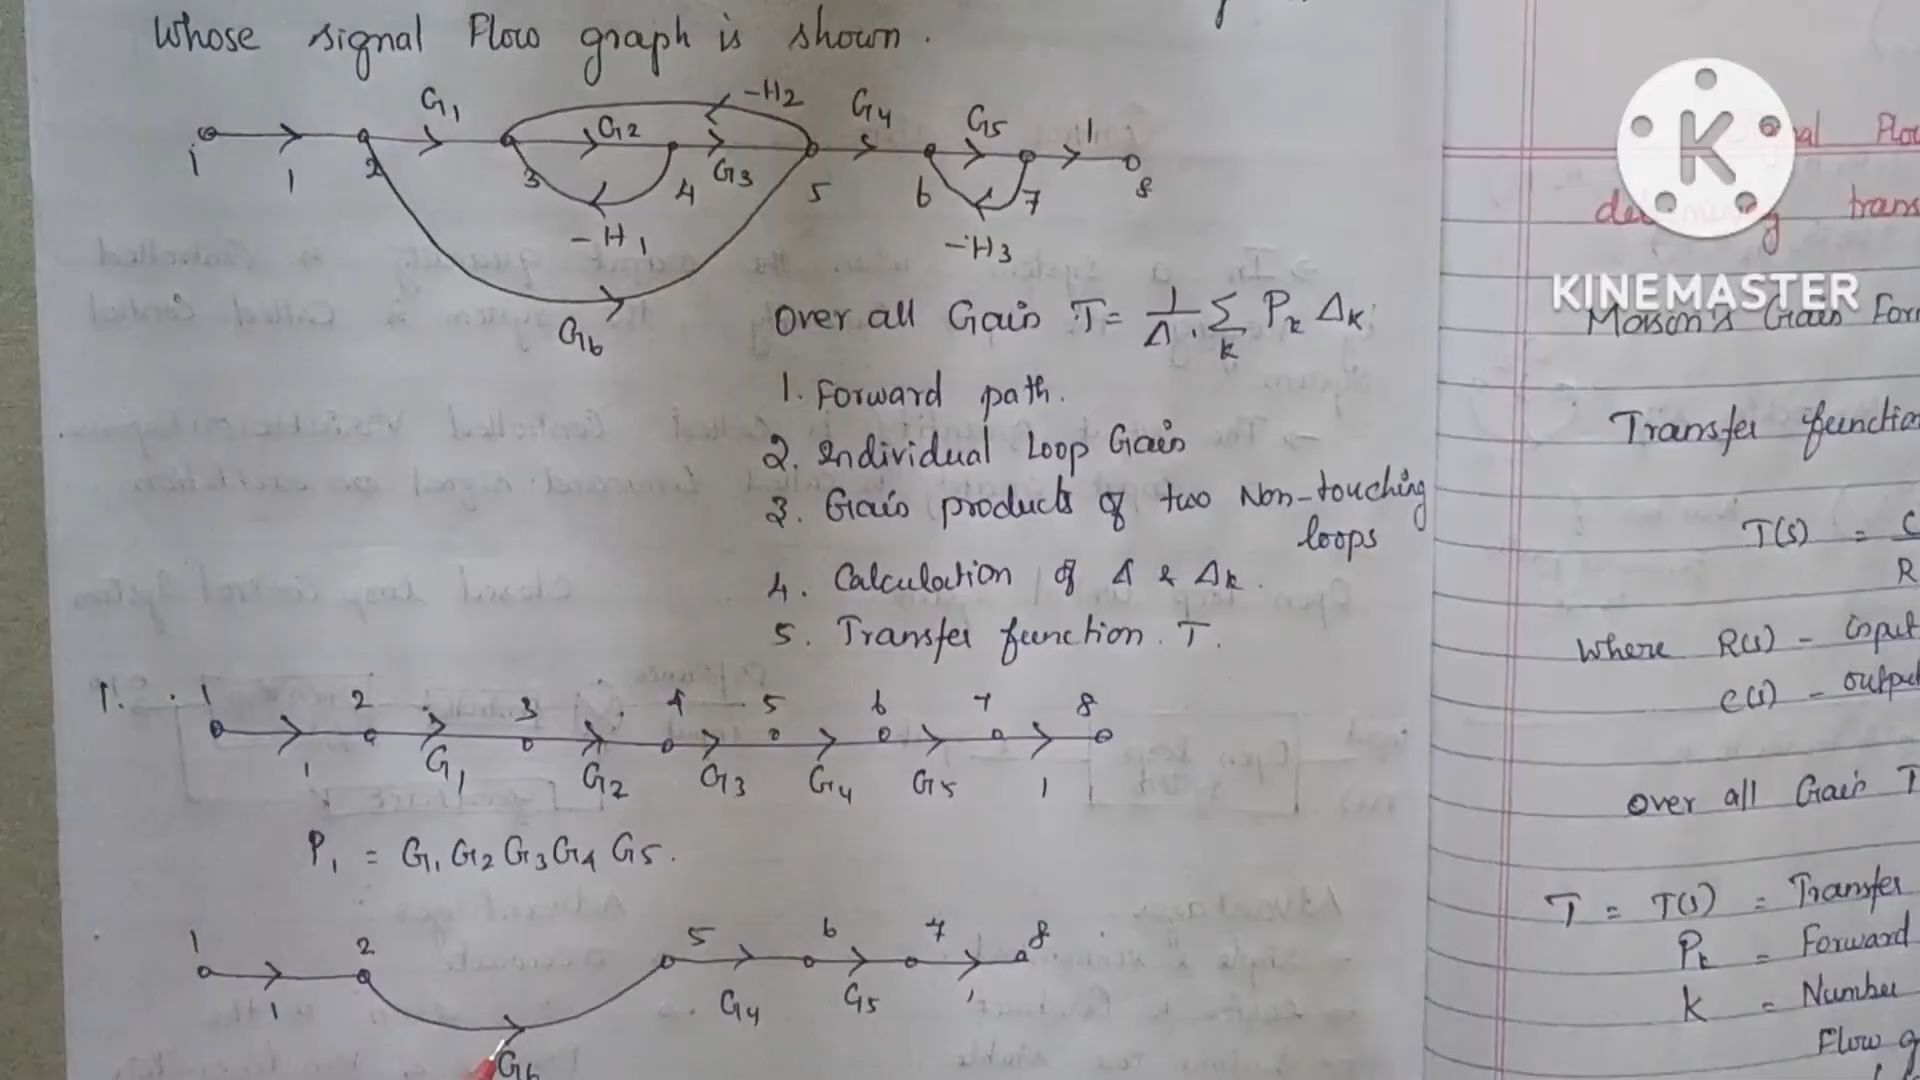 Whose signal Flow graph is shown.
-H2
G1
G2
G4
G5
1
G3
1
1
2
3
4
5
6
7
8
-H1
-H3
G6
Over all Gain T = 1/Δ . Σ K PK ΔK
1. Forward path.
2. Individual Loop Gain
3. Gain products of two Non-touching
loops
4. Calculation of Δ & ΔK.
5. Transfer function. T.
1. 1 2 3 4 5 6 7 8
1 G1 G2 G3 G4 G5 1
P1 = G1 G2 G3 G4 G5.
1 2 5 6 7 8
1 G4 G5 1
G6
KINEMASTER
Mason's Gain For
Transfer function
T(s) = C
R
Where R(s) - input
C(s) - output
Over all Gain T
T = T(s) = Transfer
PK = Forward
K = Number
Flow g